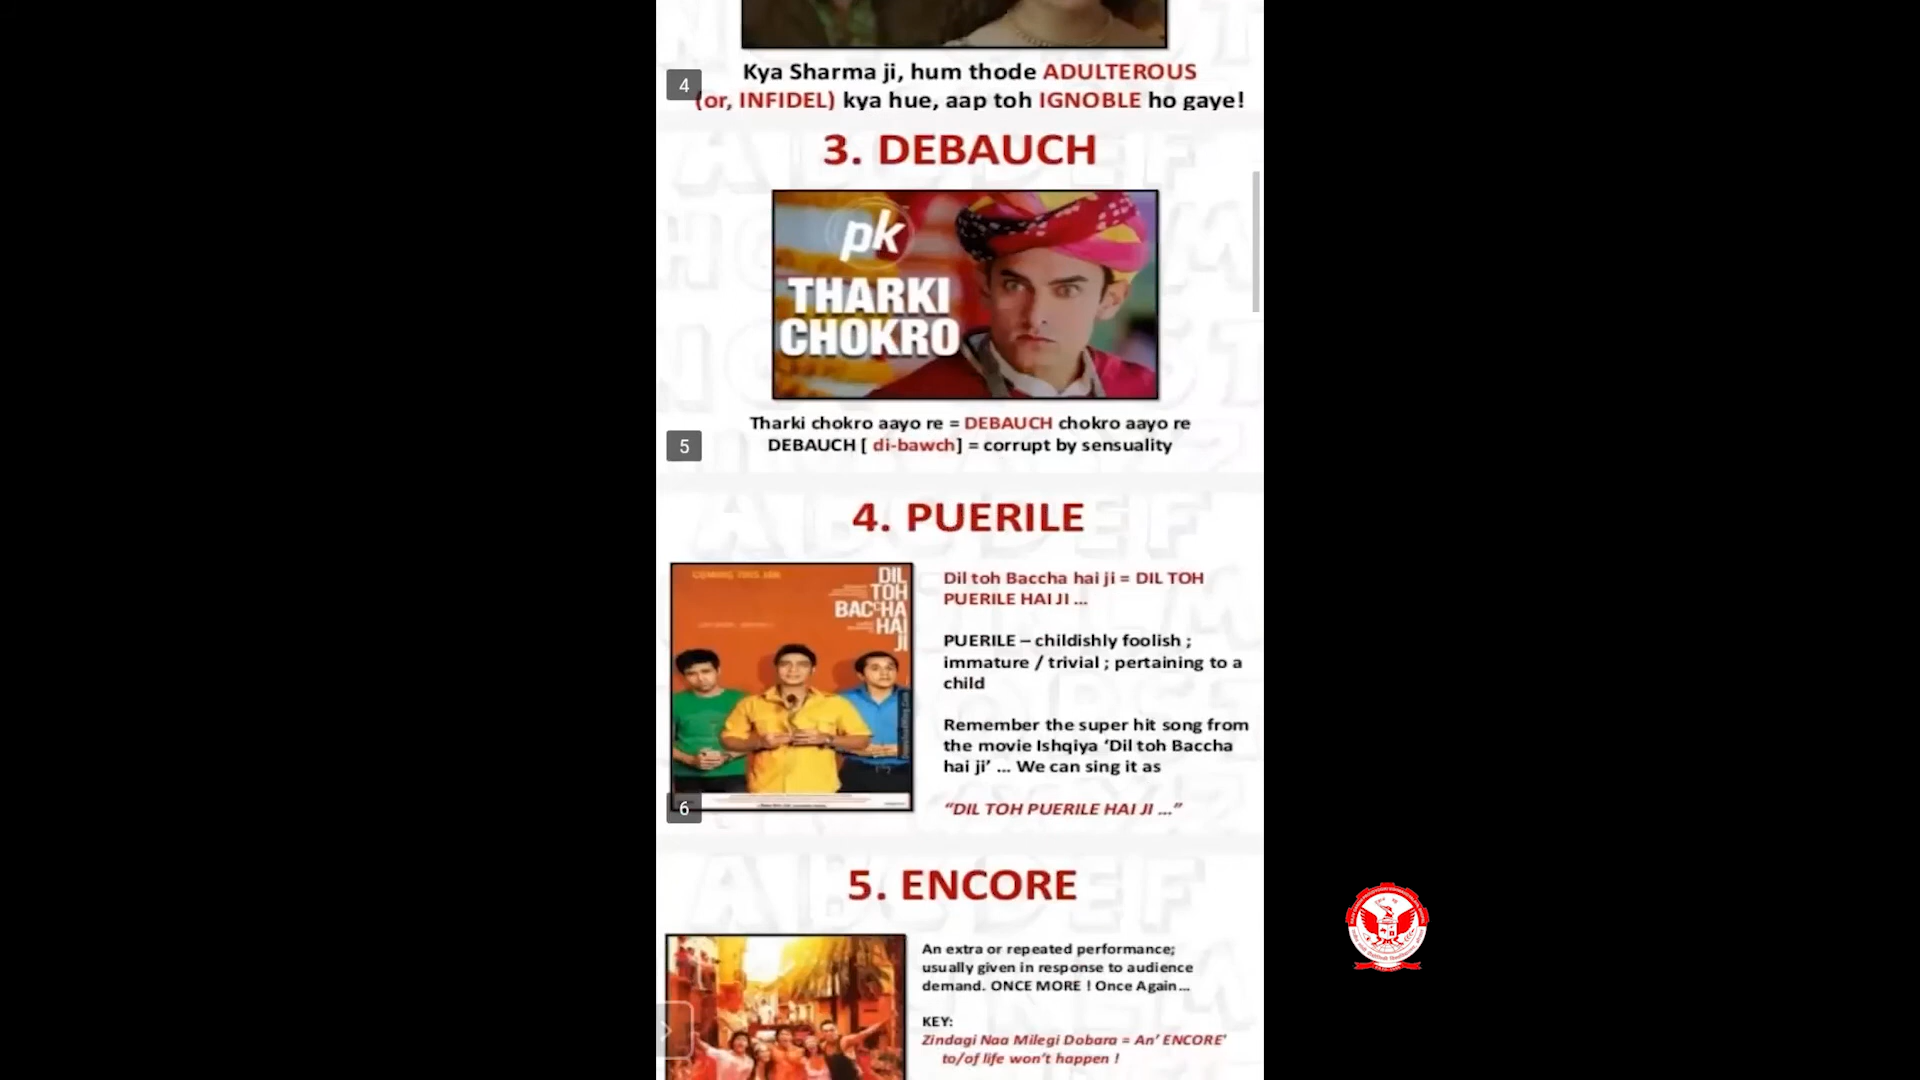 Kya Sharma ji, hum thode ADULTEROUS
4
(or, INFIDEL) kya hue, aap toh IGNOBLE ho gaye!
3. DEBAUCH
pk
THARKI
CHOKRO
Tharki chokro aayo re = DEBAUCH chokro aayo re
5
DEBAUCH [ di-bawch] = corrupt by sensuality
4. PUERILE
COMING THIS JAN
DIL
TOH
BACCHA
HAI
JI
Dil toh Baccha hai ji = DIL TOH
PUERILE HAI JI ...
PUERILE – childishly foolish ;
immature / trivial ; pertaining to a
child
Remember the super hit song from
the movie Ishqiya ‘Dil toh Baccha
hai ji’ ... We can sing it as
6
“DIL TOH PUERILE HAI JI ...”
5. ENCORE
An extra or repeated performance;
usually given in response to audience
demand. ONCE MORE ! Once Again...
KEY:
Zindagi Naa Milegi Dobara = An’ ENCORE’
to/of life won’t happen !